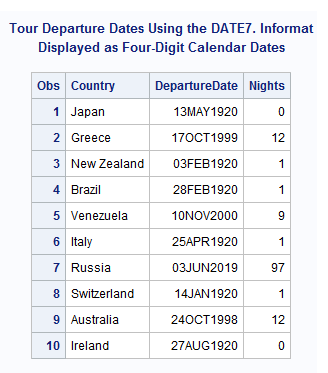 Tour Departure Dates Using the DATE7. Informat
Displayed as Four-Digit Calendar Dates
Obs Country DepartureDate Nights
1 Japan 13MAY1920 0
2 Greece 17OCT1999 12
3 New Zealand 03FEB1920 1
4 Brazil 28FEB1920 1
5 Venezuela 10NOV2000 9
6 Italy 25APR1920 1
7 Russia 03JUN2019 97
8 Switzerland 14JAN1920 1
9 Australia 24OCT1998 12
10 Ireland 27AUG1920 0